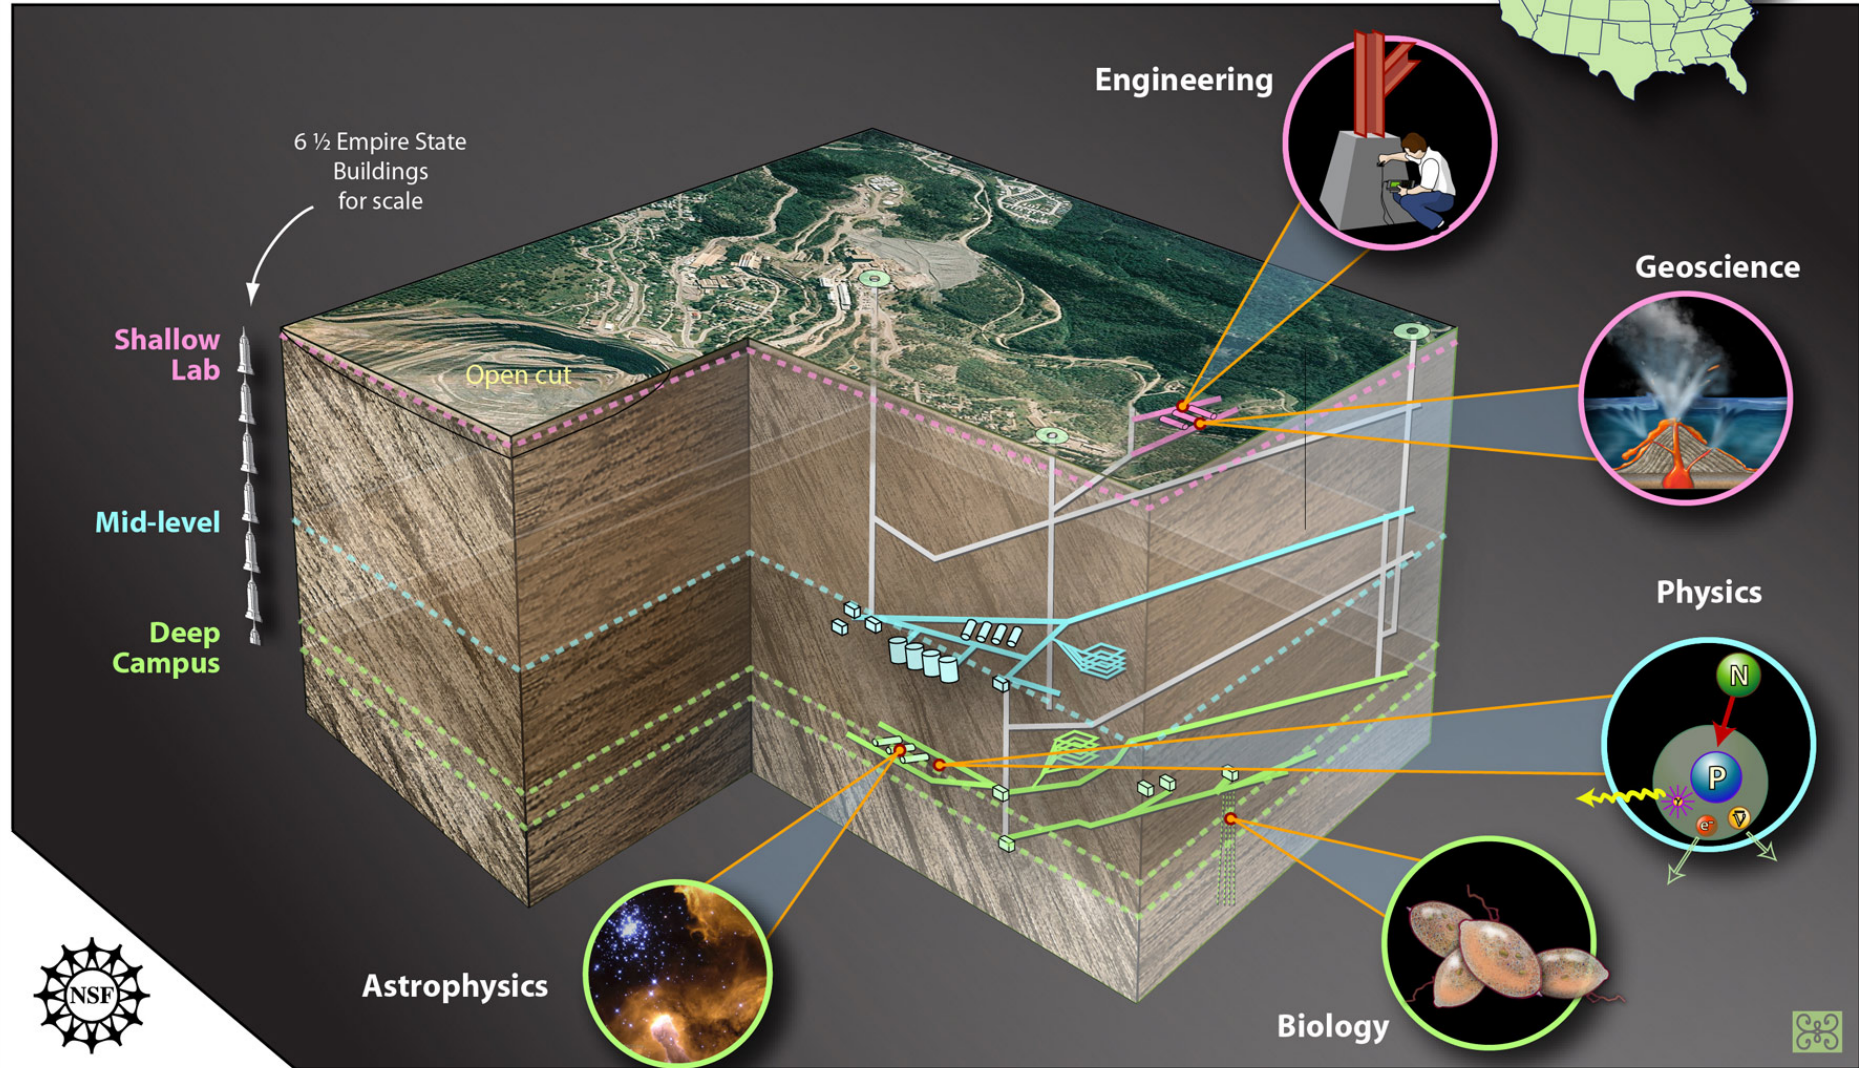 Engineering
6 ½ Empire State
Buildings
for scale
Geoscience
Shallow
Lab
Open cut
Mid-level
Physics
Deep
Campus
N
P
γ
e-
ν̅
Astrophysics
NSF
Biology